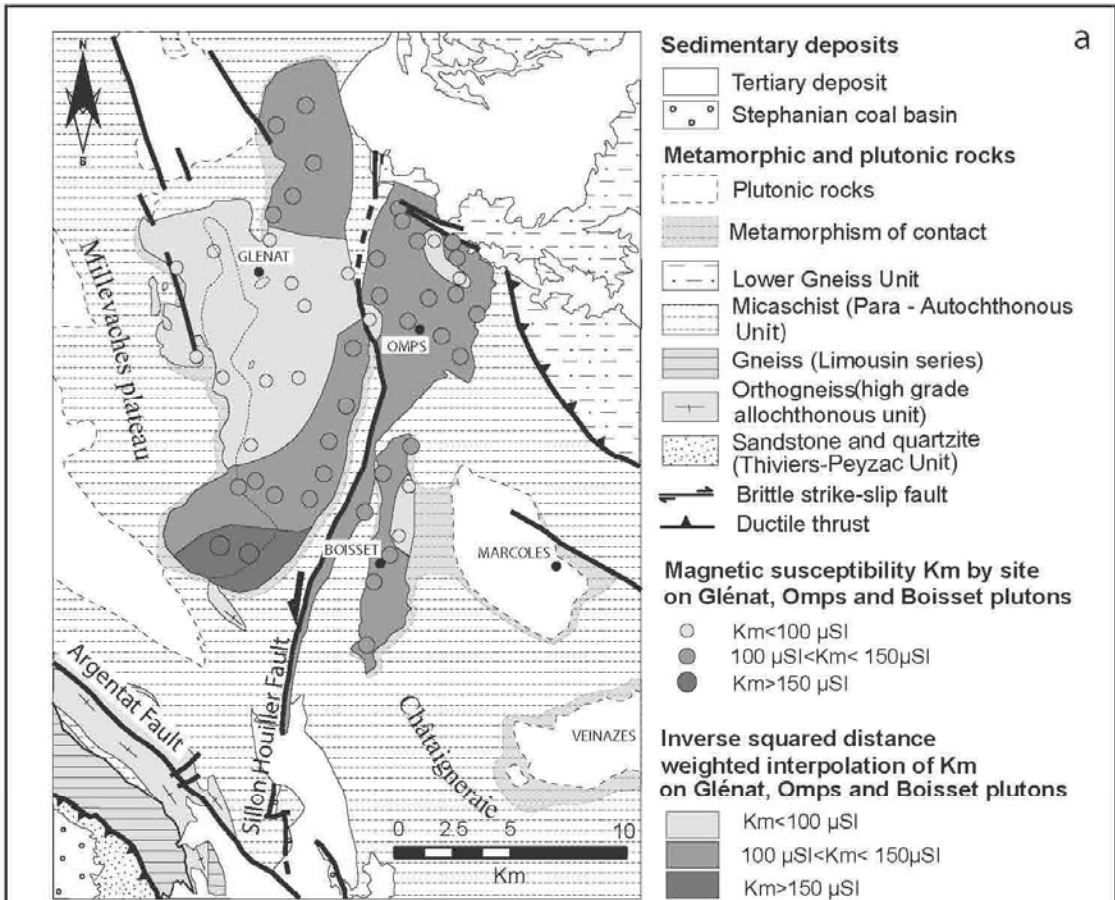 a
N
S
GLENAT
OMPS
BOISSET
MARCOLES
VEINAZES
Millevaches plateau
Argentat Fault
Sillon Houiller Fault
Châtaigneraie
0 2.5 5 10
Km
Sedimentary deposits
Tertiary deposit
Stephanian coal basin
Metamorphic and plutonic rocks
Plutonic rocks
Metamorphism of contact
Lower Gneiss Unit
Micaschist (Para - Autochthonous
Unit)
Gneiss (Limousin series)
Orthogneiss(high grade
allochthonous unit)
Sandstone and quartzite
(Thiviers-Peyzac Unit)
Brittle strike-slip fault
Ductile thrust
Magnetic susceptibility Km by site
on Glénat, Omps and Boisset plutons
Km<100 µSI
100 µSI<Km< 150µSI
Km>150 µSI
Inverse squared distance
weighted interpolation of Km
on Glénat, Omps and Boisset plutons
Km<100 µSI
100 µSI<Km< 150µSI
Km>150 µSI